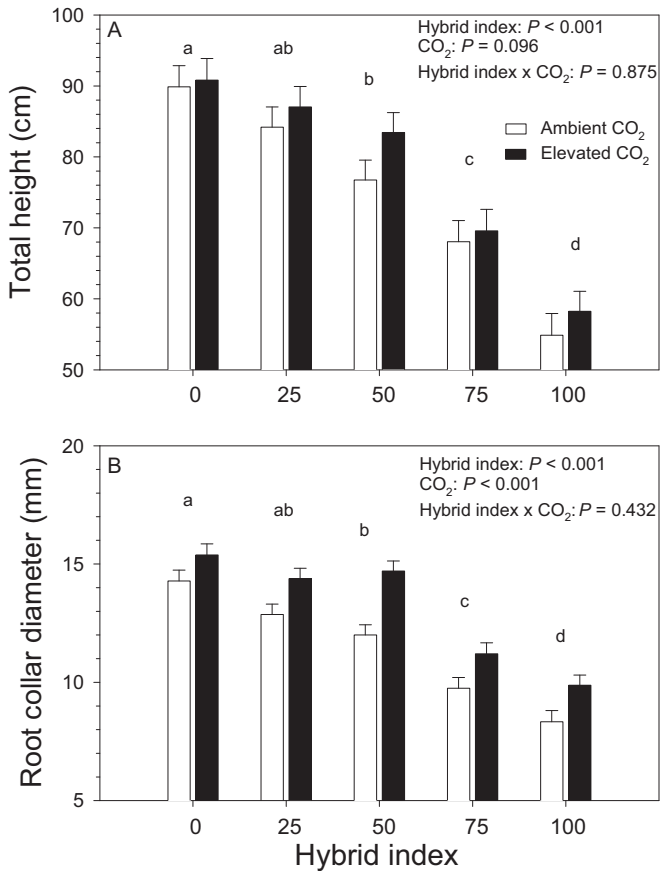 A
Hybrid index: P < 0.001
CO₂: P = 0.096
Hybrid index x CO₂: P = 0.875
Ambient CO₂
Elevated CO₂
a
ab
b
c
d
Total height (cm)
100
90
80
70
60
50
0 25 50 75 100
B
Hybrid index: P < 0.001
CO₂: P < 0.001
Hybrid index x CO₂: P = 0.432
a
ab
b
c
d
Root collar diameter (mm)
20
15
10
5
0 25 50 75 100
Hybrid index